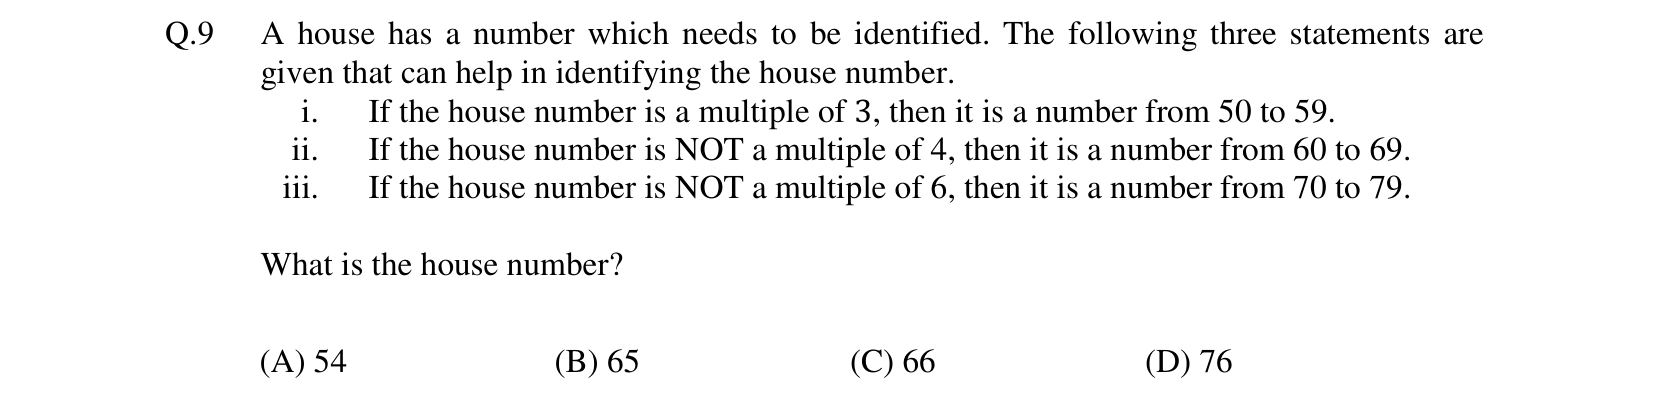 Q.9 A house has a number which needs to be identified. The following three statements are
given that can help in identifying the house number.
i. If the house number is a multiple of 3, then it is a number from 50 to 59.
ii. If the house number is NOT a multiple of 4, then it is a number from 60 to 69.
iii. If the house number is NOT a multiple of 6, then it is a number from 70 to 79.
What is the house number?
(A) 54 (B) 65 (C) 66 (D) 76